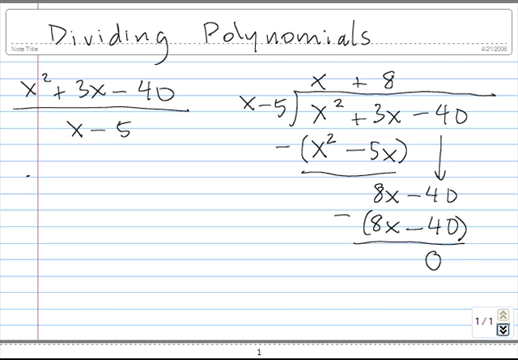 Dividing Polynomials
Note Title
4/21/2008
x² + 3x − 40
x − 5
x + 8
x−5 ) x² + 3x − 40
− (x² − 5x)
8x − 40
− (8x − 40)
0
1 / 1
1